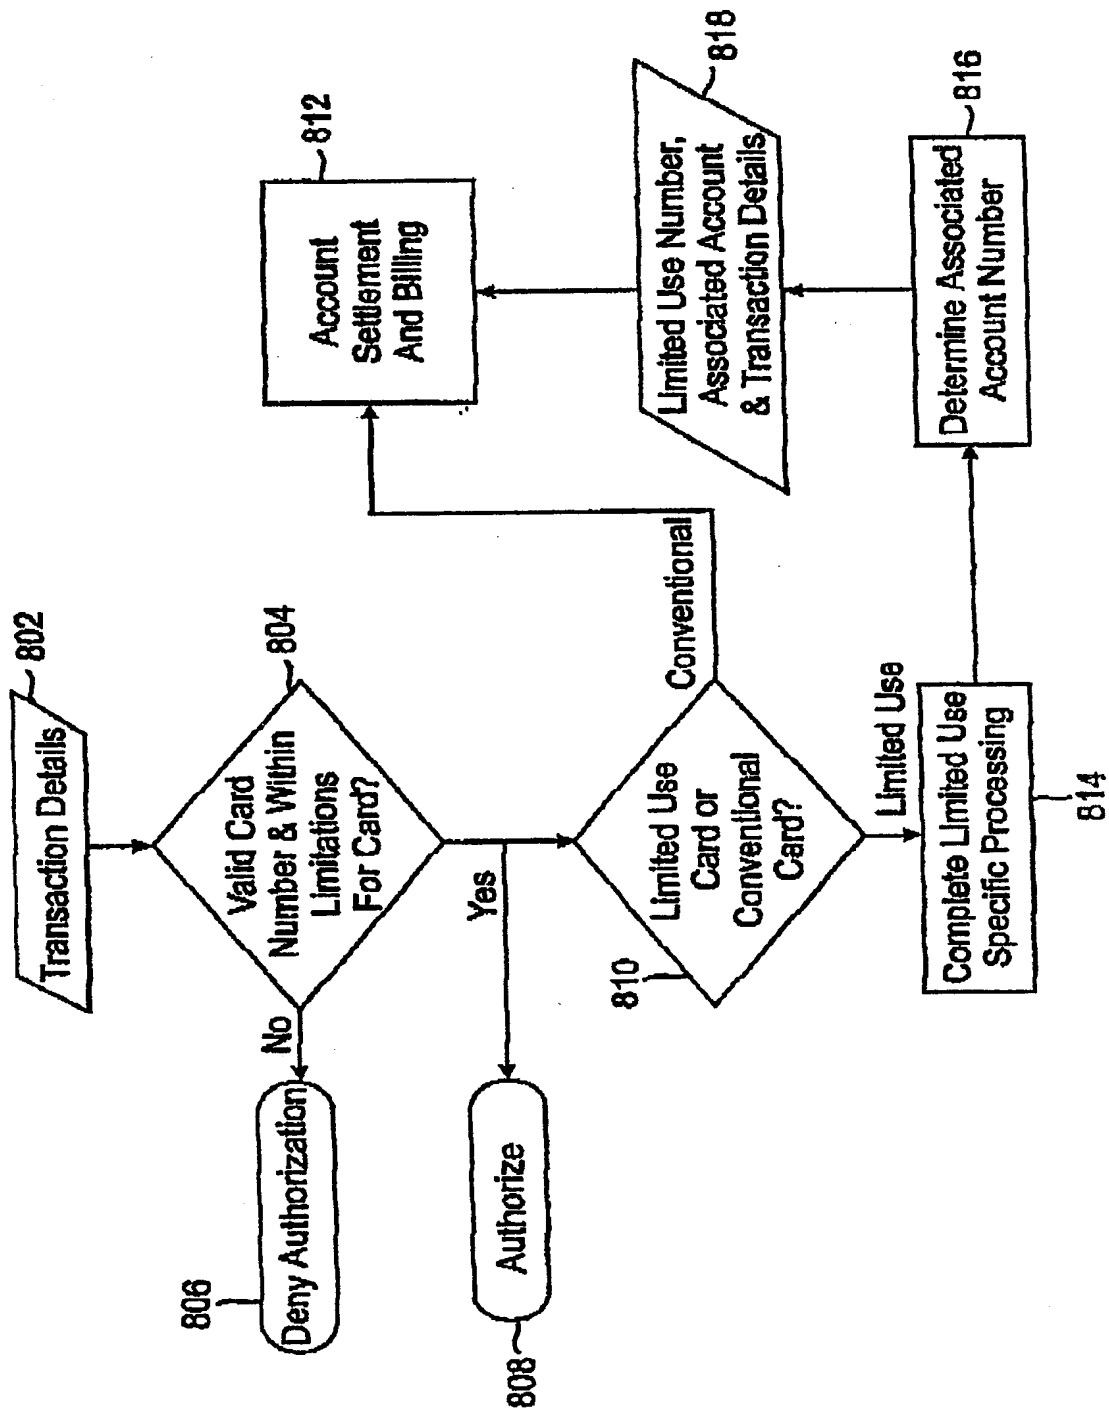 802
Transaction Details
804
Valid Card
Number & Within
Limitations
For Card?
No
806
Deny Authorization
Yes
808
Authorize
810
Limited Use
Card or
Conventional
Card?
Conventional
812
Account
Settlement
And Billing
Limited Use
Complete Limited Use
Specific Processing
814
Determine Associated
Account Number
816
Limited Use Number,
Associated Account
& Transaction Details
818